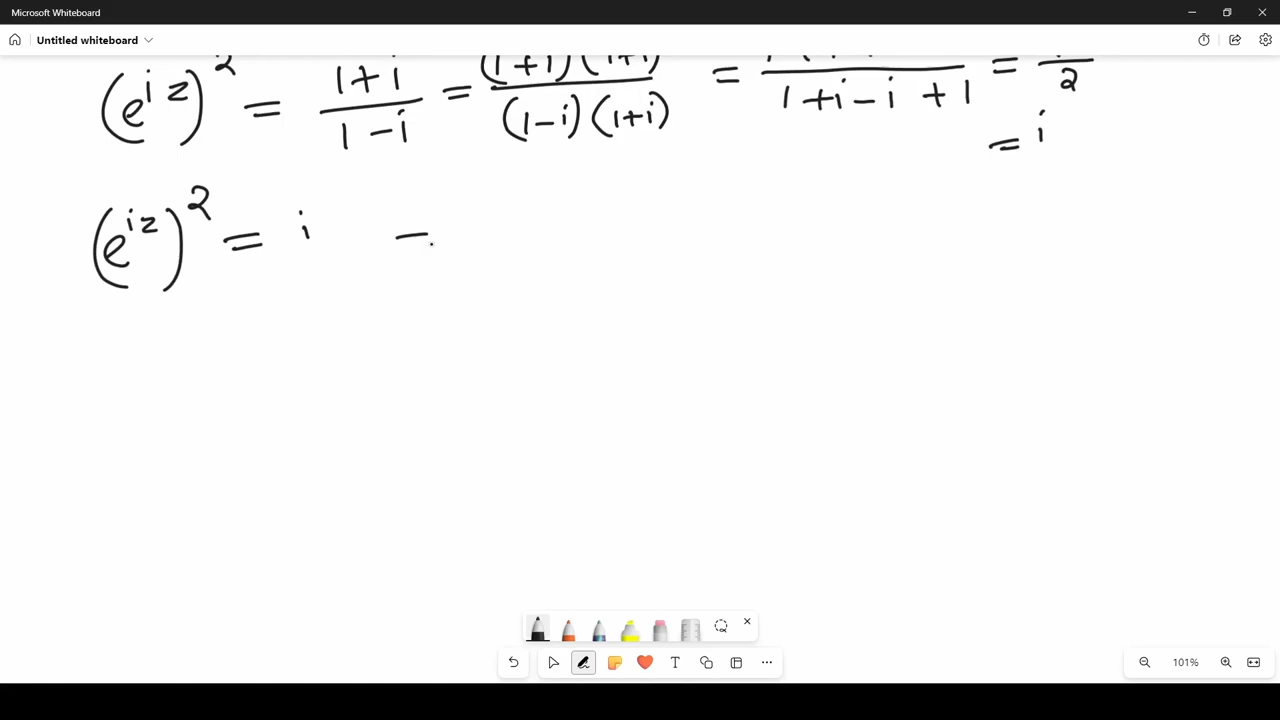 Microsoft Whiteboard
Untitled whiteboard
(e^{iz})^2 = (1+i)/(1-i) = ((1+i)(1+i))/((1-i)(1+i)) = /(1+i-i+1) = /2
= i
(e^{iz})^2 = i –
101%